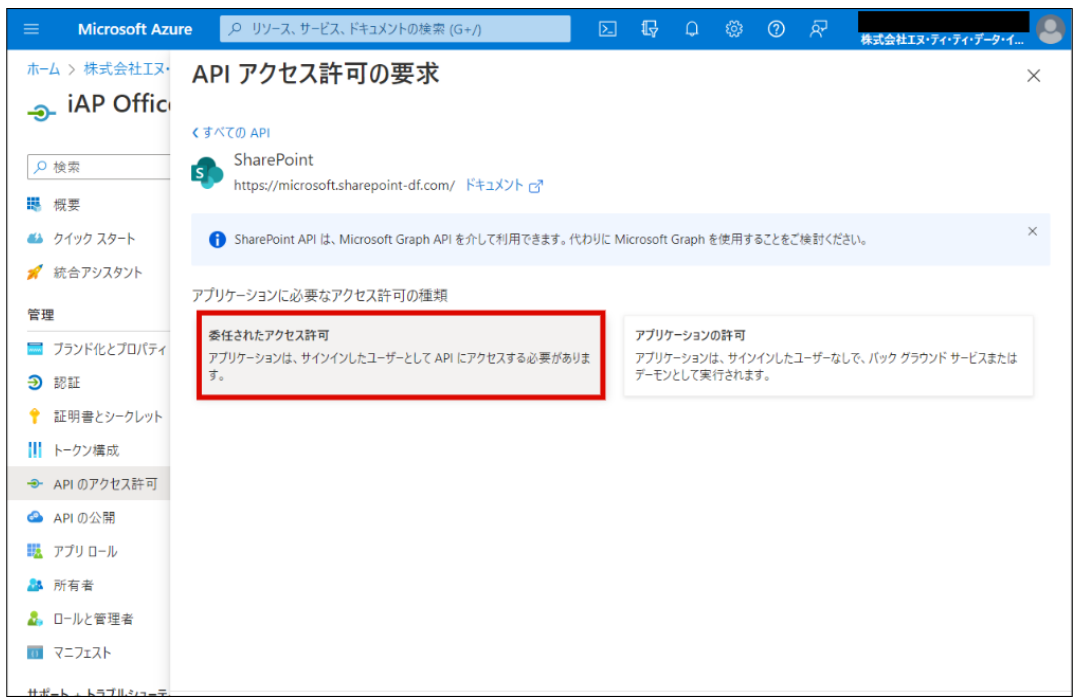 Microsoft Azure
リソース、サービス、ドキュメントの検索 (G+/)
株式会社エヌ・ティ・ティ・データ・イ...
ホーム > 株式会社エヌ・
iAP Offic
API アクセス許可の要求
すべての API
SharePoint
https://microsoft.sharepoint-df.com/ ドキュメント
SharePoint API は、Microsoft Graph API を介して利用できます。代わりに Microsoft Graph を使用することをご検討ください。
アプリケーションに必要なアクセス許可の種類
委任されたアクセス許可
アプリケーションは、サインインしたユーザーとして API にアクセスする必要がありま
す。
アプリケーションの許可
アプリケーションは、サインインしたユーザーなしで、バック グラウンド サービスまたは
デーモンとして実行されます。
検索
概要
クイック スタート
統合アシスタント
管理
ブランド化とプロパティ
認証
証明書とシークレット
トークン構成
API のアクセス許可
API の公開
アプリ ロール
所有者
ロールと管理者
マニフェスト
サポート + トラブルシューテ